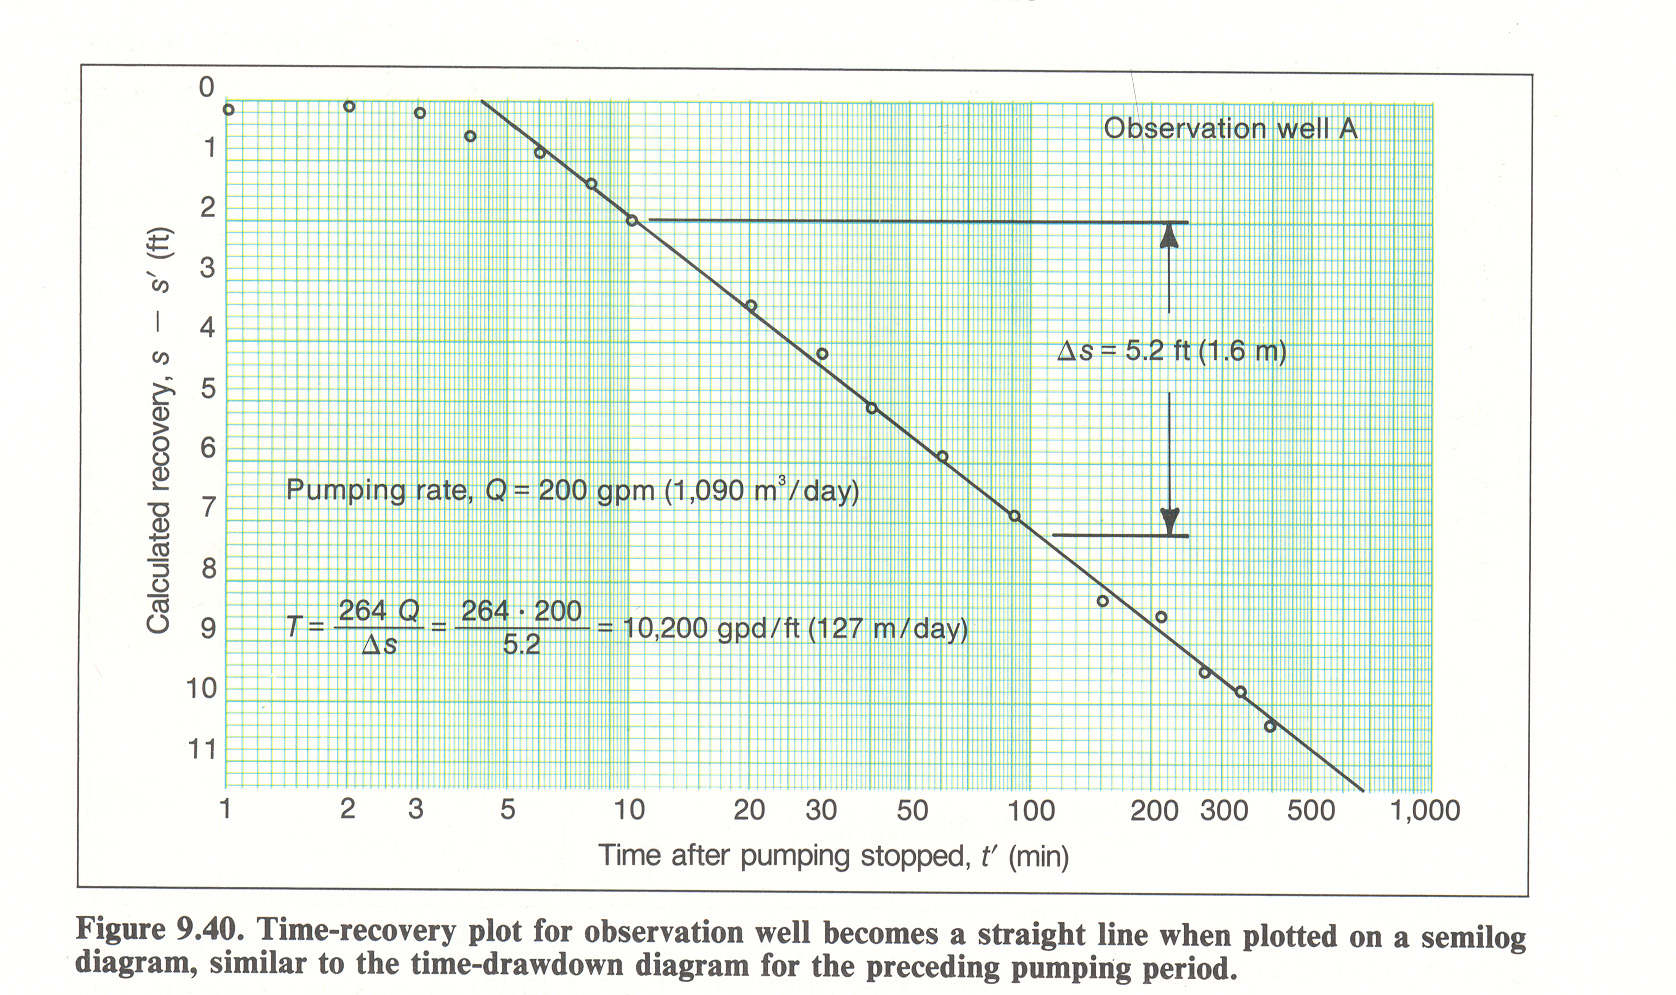 0
1
2
3
4
5
6
7
8
9
10
11
Calculated recovery, s − s′ (ft)
Observation well A
Δs = 5.2 ft (1.6 m)
Pumping rate, Q = 200 gpm (1,090 m³/day)
T = 264 Q / Δs = 264 · 200 / 5.2 = 10,200 gpd/ft (127 m/day)
1 2 3 5 10 20 30 50 100 200 300 500 1,000
Time after pumping stopped, t′ (min)
Figure 9.40. Time-recovery plot for observation well becomes a straight line when plotted on a semilog
diagram, similar to the time-drawdown diagram for the preceding pumping period.